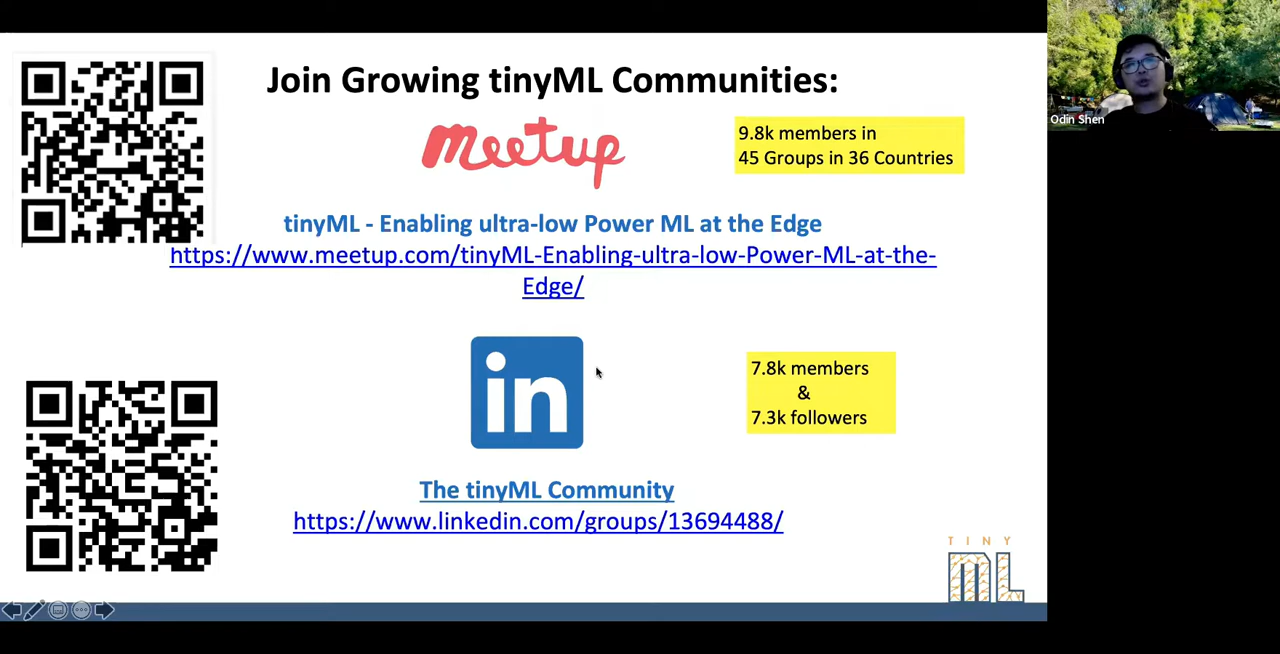 Join Growing tinyML Communities:
meetup
9.8k members in
45 Groups in 36 Countries
tinyML - Enabling ultra-low Power ML at the Edge
https://www.meetup.com/tinyML-Enabling-ultra-low-Power-ML-at-the-
Edge/
in
7.8k members
&
7.3k followers
The tinyML Community
https://www.linkedin.com/groups/13694488/
TINY
ML
Odin Shen